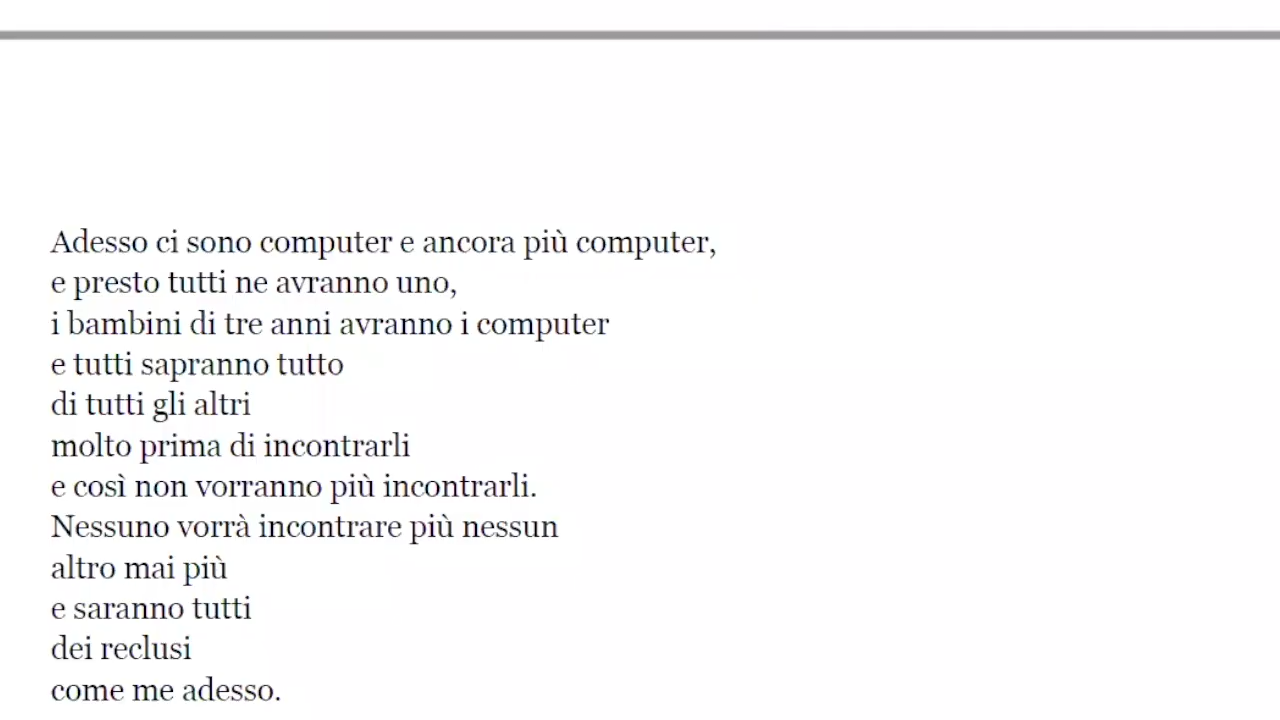 Adesso ci sono computer e ancora più computer,
e presto tutti ne avranno uno,
i bambini di tre anni avranno i computer
e tutti sapranno tutto
di tutti gli altri
molto prima di incontrarli
e così non vorranno più incontrarli.
Nessuno vorrà incontrare più nessun
altro mai più
e saranno tutti
dei reclusi
come me adesso.